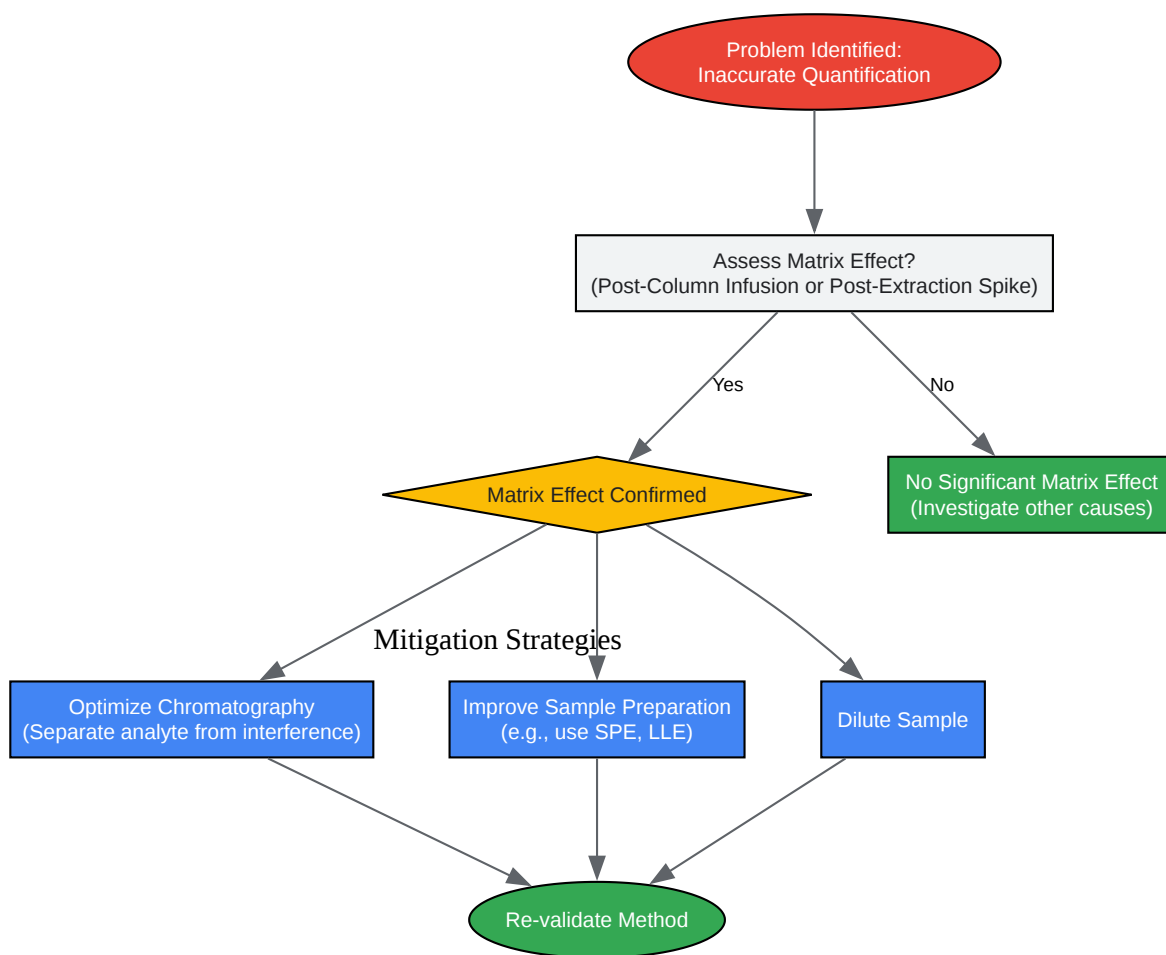 Problem Identified:
Inaccurate Quantification
Assess Matrix Effect?
(Post-Column Infusion or Post-Extraction Spike)
Yes
No
Matrix Effect Confirmed
No Significant Matrix Effect
(Investigate other causes)
Mitigation Strategies
Optimize Chromatography
(Separate analyte from interference)
Improve Sample Preparation
(e.g., use SPE, LLE)
Dilute Sample
Re-validate Method